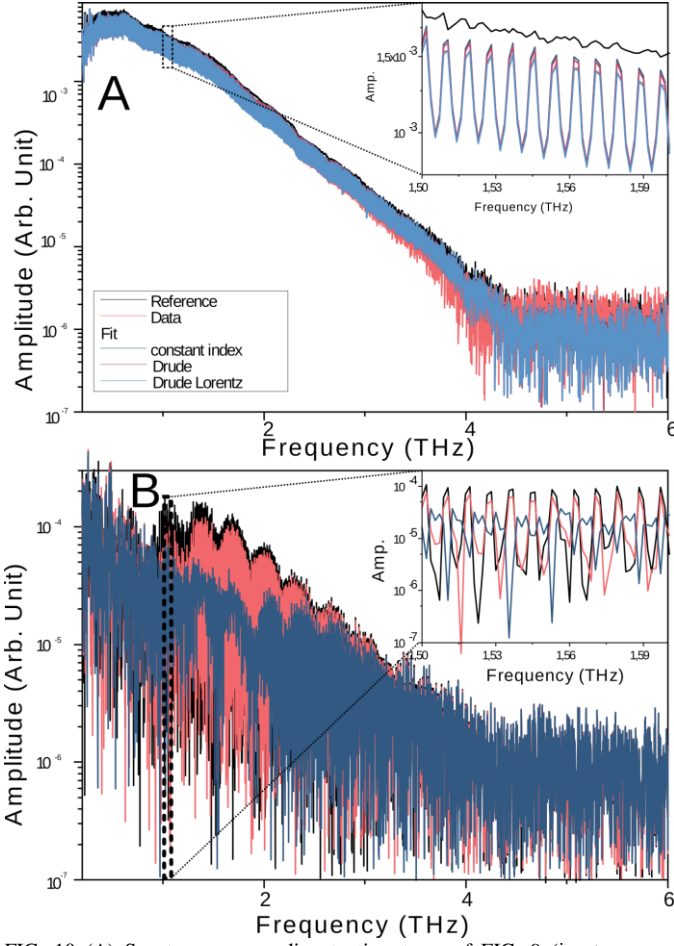 A
10-3
10-4
10-5
10-6
10-7
Amplitude (Arb. Unit)
2
4
6
Frequency (THz)
Reference
Data
Fit
constant index
Drude
Drude Lorentz
1,5x10-3
10-3
Amp.
1,50
1,53
1,56
1,59
Frequency (THz)
B
10-4
10-5
10-6
10-7
Amplitude (Arb. Unit)
2
4
6
Frequency (THz)
10-4
10-5
10-6
10-7
Amp.
1,50
1,53
1,56
1,59
Frequency (THz)